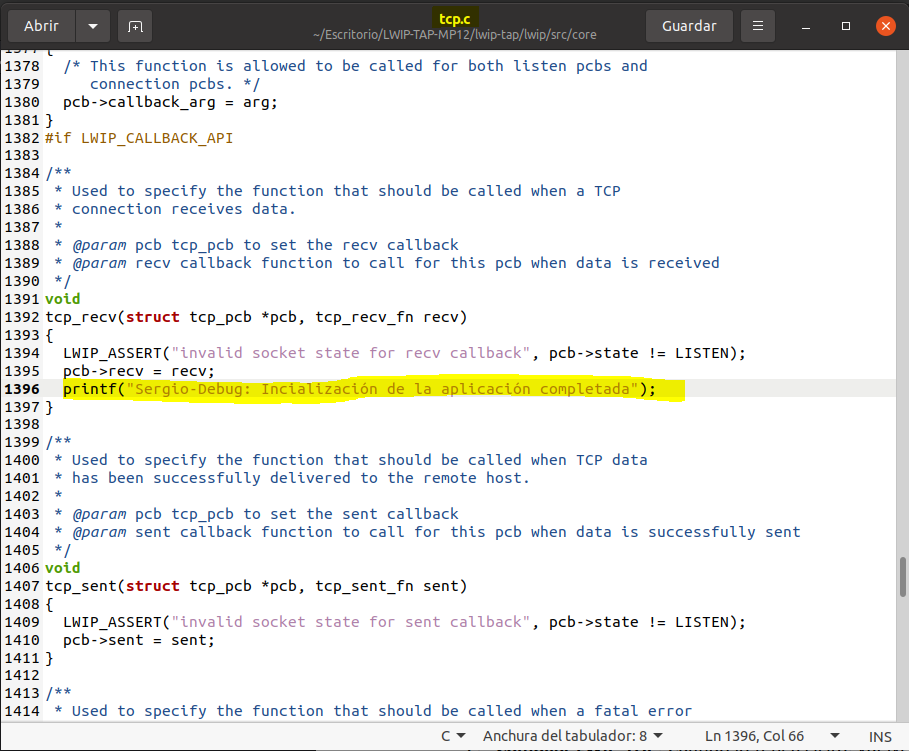 Abrir
tcp.c
~/Escritorio/LWIP-TAP-MP12/lwip-tap/lwip/src/core
Guardar
1377 {
1378   /* This function is allowed to be called for both listen pcbs and
1379      connection pcbs. */
1380   pcb->callback_arg = arg;
1381 }
1382 #if LWIP_CALLBACK_API
1383
1384 /**
1385  * Used to specify the function that should be called when a TCP
1386  * connection receives data.
1387  *
1388  * @param pcb tcp_pcb to set the recv callback
1389  * @param recv callback function to call for this pcb when data is received
1390  */
1391 void
1392 tcp_recv(struct tcp_pcb *pcb, tcp_recv_fn recv)
1393 {
1394   LWIP_ASSERT("invalid socket state for recv callback", pcb->state != LISTEN);
1395   pcb->recv = recv;
1396   printf("Sergio-Debug: Incialización de la aplicación completada");
1397 }
1398
1399 /**
1400  * Used to specify the function that should be called when TCP data
1401  * has been successfully delivered to the remote host.
1402  *
1403  * @param pcb tcp_pcb to set the sent callback
1404  * @param sent callback function to call for this pcb when data is successfully sent
1405  */
1406 void
1407 tcp_sent(struct tcp_pcb *pcb, tcp_sent_fn sent)
1408 {
1409   LWIP_ASSERT("invalid socket state for sent callback", pcb->state != LISTEN);
1410   pcb->sent = sent;
1411 }
1412
1413 /**
1414  * Used to specify the function that should be called when a fatal error
C Anchura del tabulador: 8 Ln 1396, Col 66 INS